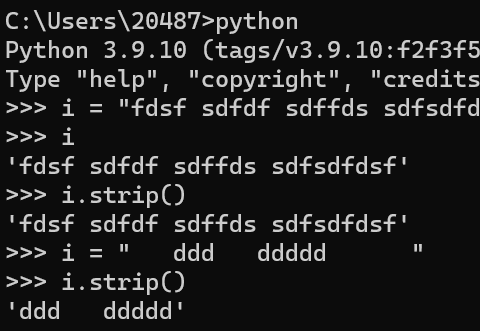 C:\Users\20487>python
Python 3.9.10 (tags/v3.9.10:f2f3f5
Type "help", "copyright", "credits
>>> i = "fdsf sdfdf sdffds sdfsdfd
>>> i
'fdsf sdfdf sdffds sdfsdfdsf'
>>> i.strip()
'fdsf sdfdf sdffds sdfsdfdsf'
>>> i = "   ddd   ddddd      "
>>> i.strip()
'ddd   ddddd'